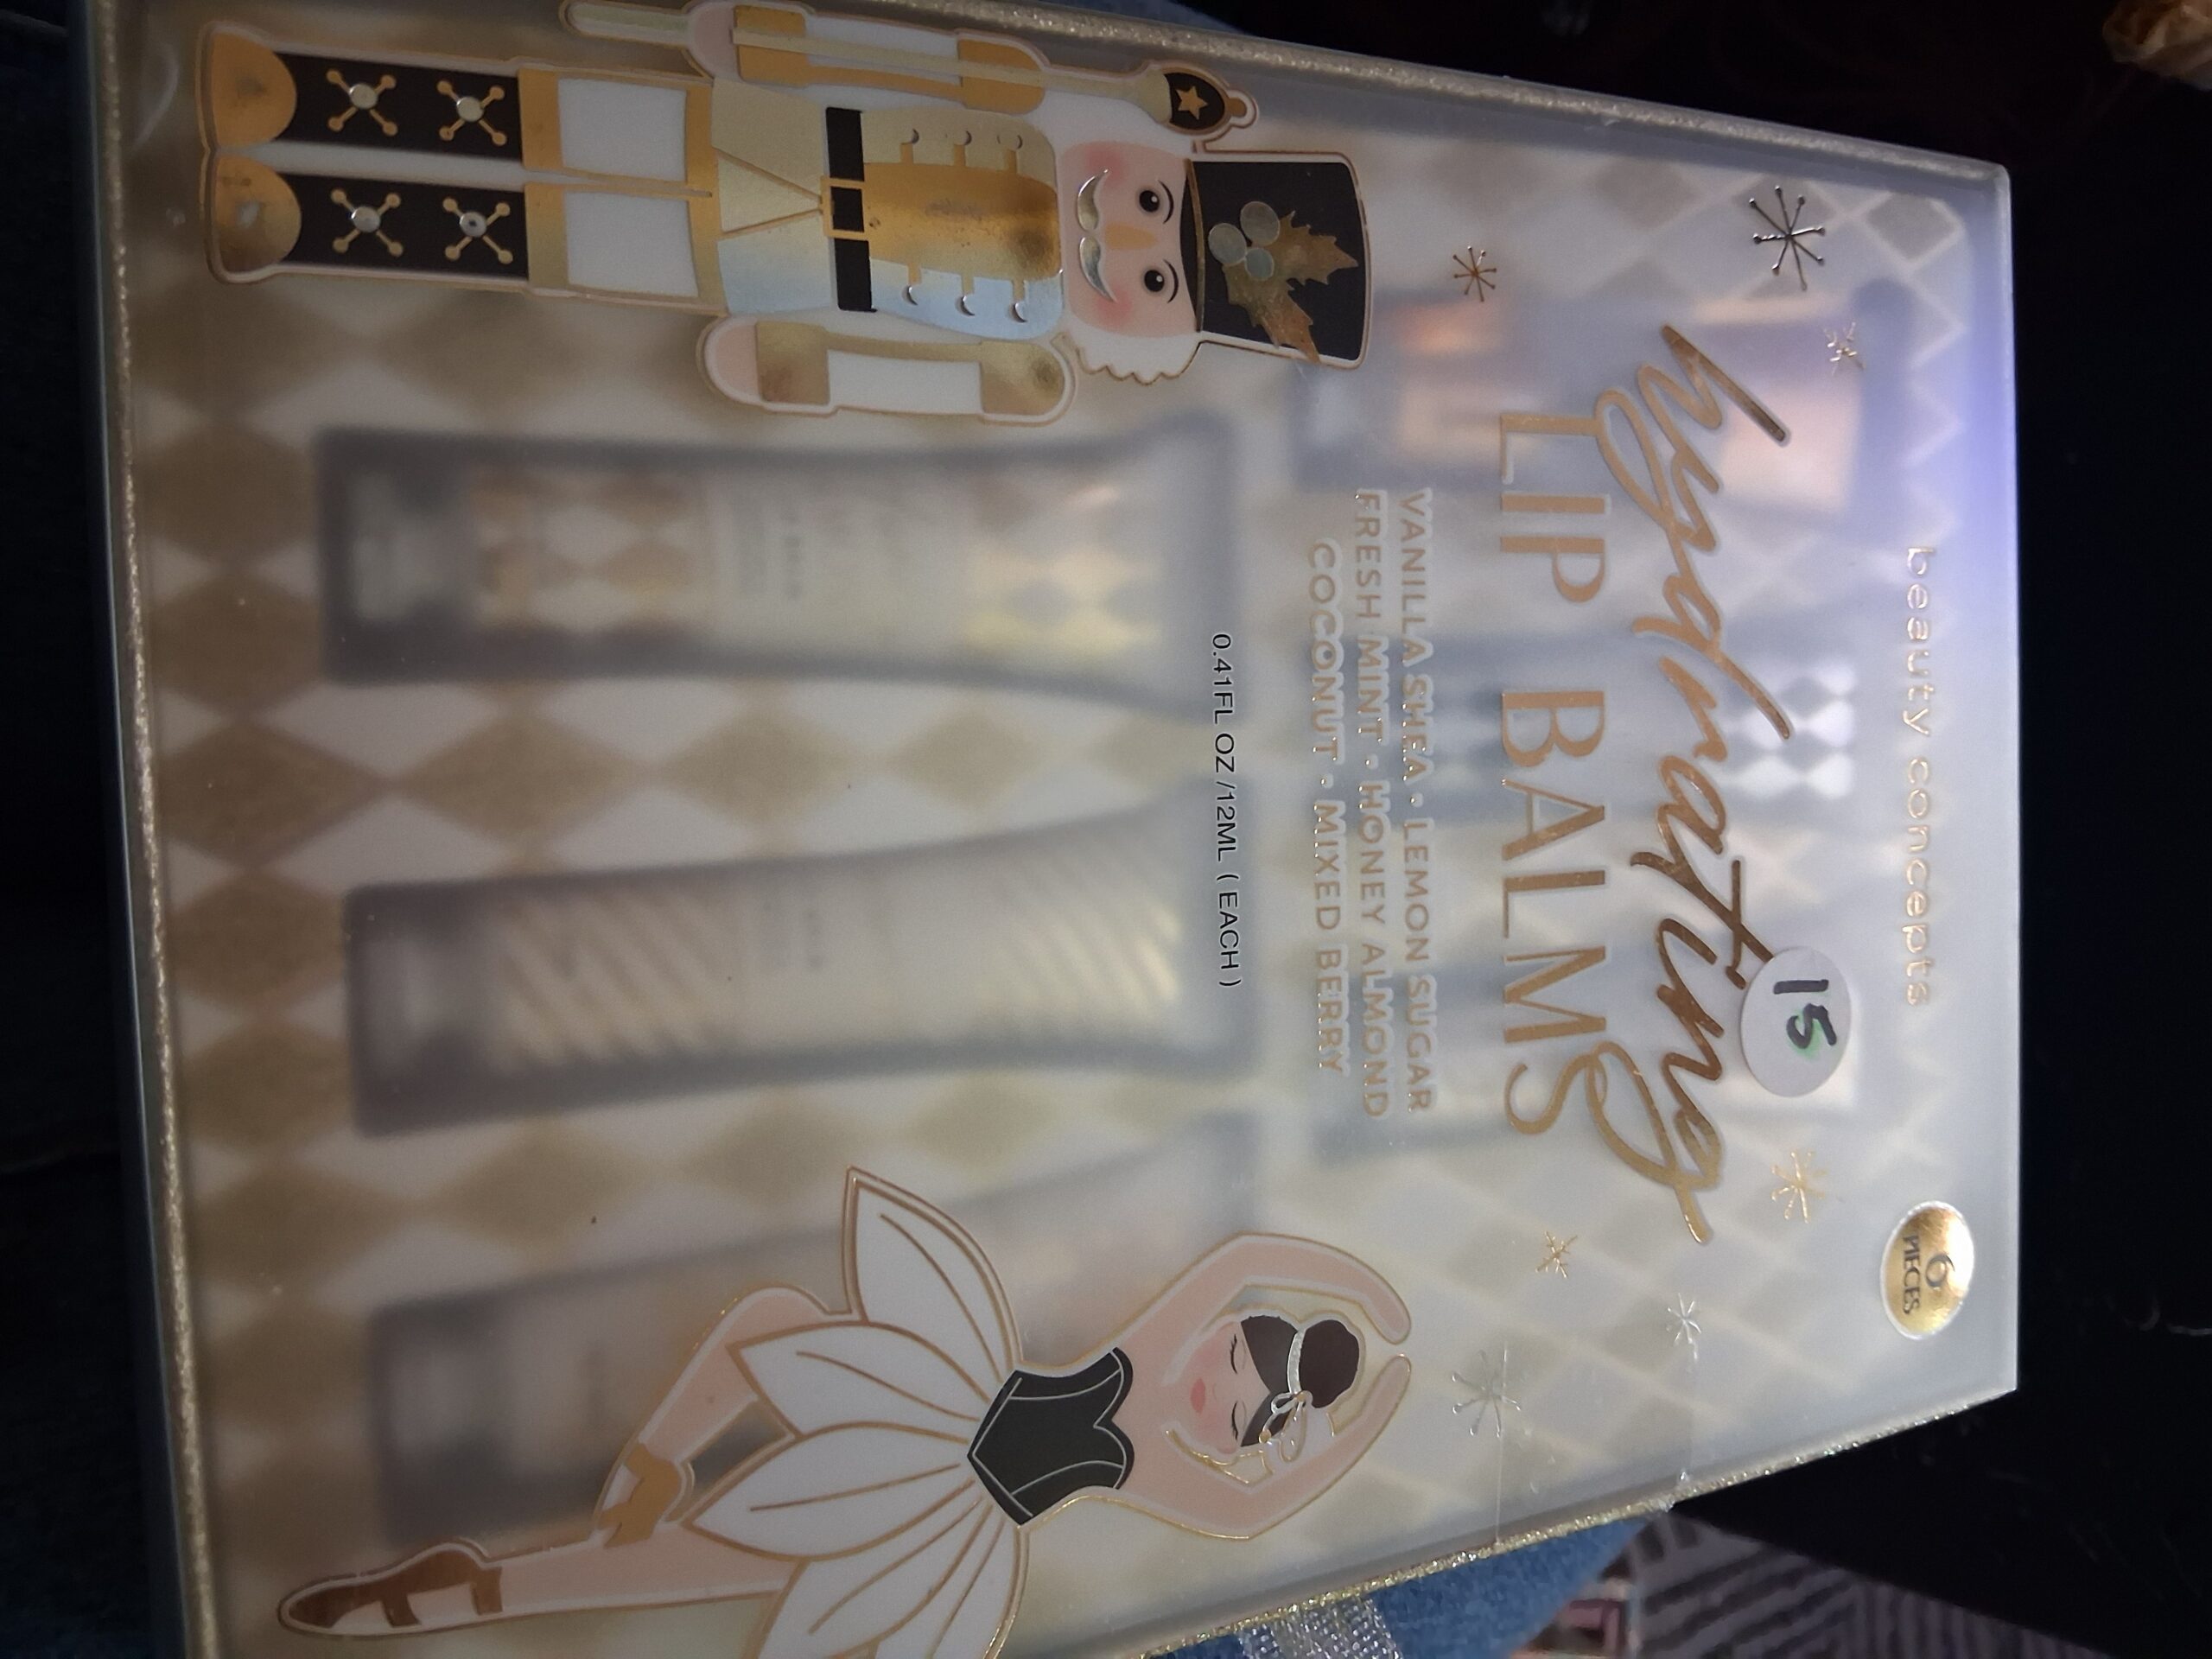 beauty concepts
6
PIECES
15
hydrating
LIP BALMS
VANILLA SHEA • LEMON SUGAR
FRESH MINT • HONEY ALMOND
COCONUT • MIXED BERRY
0.41FL OZ /12ML ( EACH )